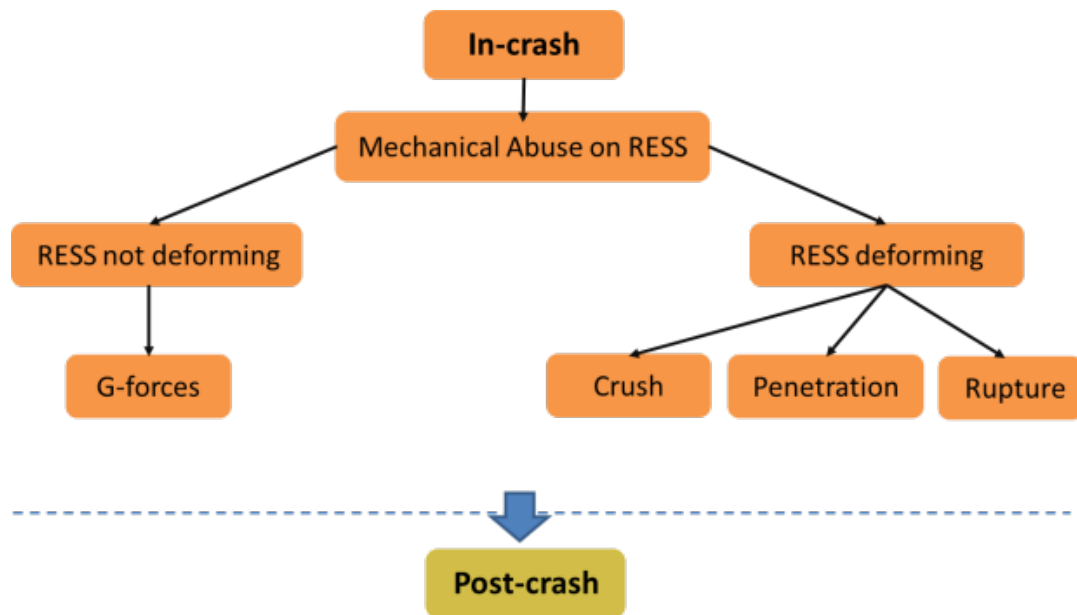 In-crash
Mechanical Abuse on RESS
RESS not deforming
RESS deforming
G-forces
Crush
Penetration
Rupture
Post-crash